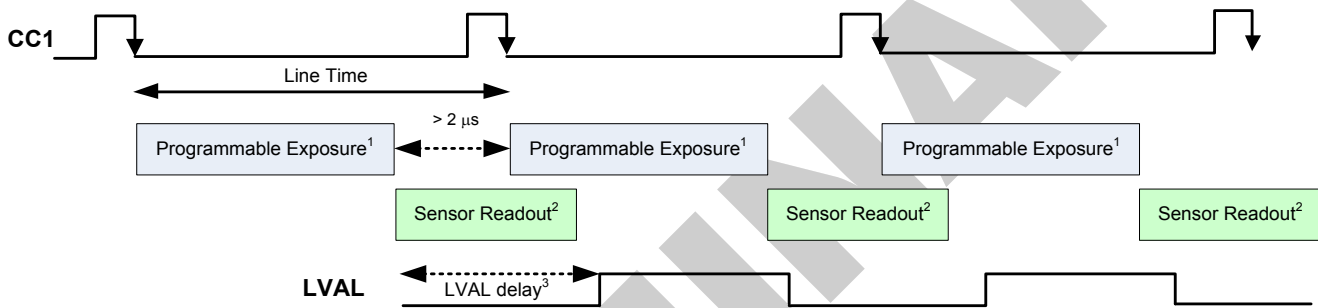 CC1
Line Time
> 2 μs
Programmable Exposure¹ Programmable Exposure¹ Programmable Exposure¹
Sensor Readout² Sensor Readout² Sensor Readout²
LVAL LVAL delay³
INA